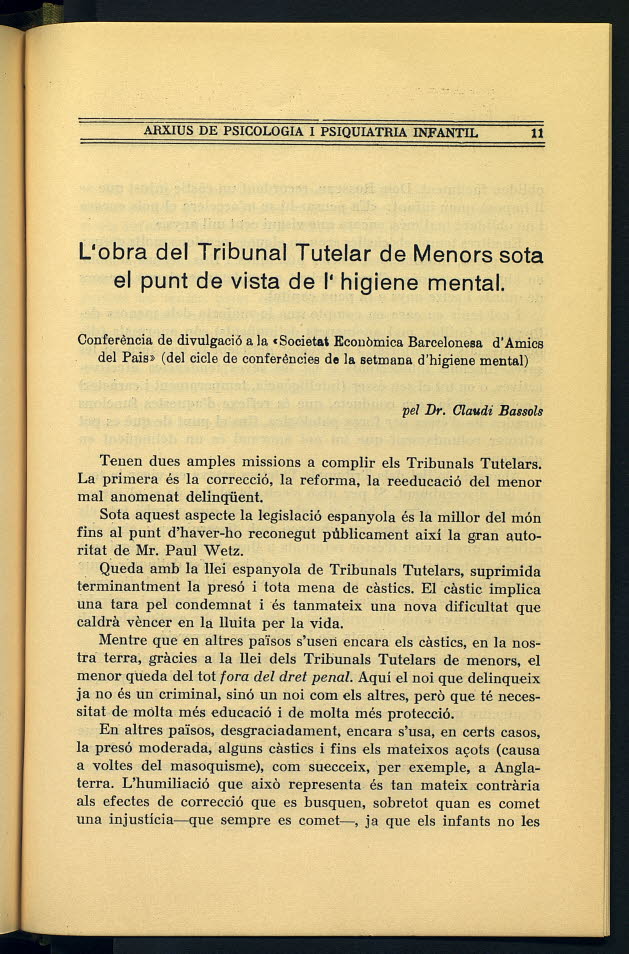 ARXIUS DE PSICOLOGIA I PSIQUIATRIA INFANTIL 11
L'obra del Tribunal Tutelar de Menors sota
el punt de vista de l' higiene mental.
Conferència de divulgació a la «Societat Econòmica Barcelonesa d'Amics
del Pais» (del cicle de conferéncies de la setmana d'higiene mental)
pel Dr. Claudi Bassols
Tenen dues amples missions a complir els Tribunals Tutelars.
La primera és la correcció, la reforma, la reeducació del menor
mal anomenat delinqüent.
Sota aquest aspecte la legislació espanyola és la millor del món
fins al punt d'haver-ho reconegut públicament així la gran auto-
ritat de Mr. Paul Wetz.
Queda amb la llei espanyola de Tribunals Tutelars, suprimida
terminantment la presó i tota mena de càstics. El càstic implica
una tara pel condemnat i és tanmateix una nova dificultat que
caldrà vèncer en la lluita per la vida.
Mentre que en altres països s'usen encara els càstics, en la nos-
tra terra, gràcies a la llei dels Tribunals Tutelars de menors, el
menor queda del tot fora del dret penal. Aquí el noi que delinqueix
ja no és un criminal, sinó un noi com els altres, però que té neces-
sitat de molta més educació i de molta més protecció.
En altres països, desgraciadament, encara s'usa, en certs casos,
la presó moderada, alguns càstics i fins els mateixos açots (causa
a voltes del masoquisme), com succeix, per exemple, a Angla-
terra. L'humiliació que això representa és tan mateix contrària
als efectes de correcció que es busquen, sobretot quan es comet
una injustícia—que sempre es comet—, ja que els infants no les